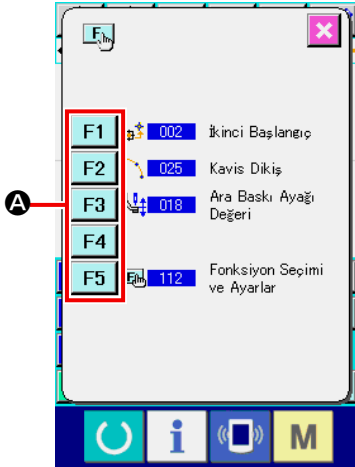 F
F1 002 İkinci Başlangıç
F2 025 Kavis Dikiş
A F3 018 Ara Baskı Ayağı
Değeri
F4
F5 112 Fonksiyon Seçimi
ve Ayarlar
i M